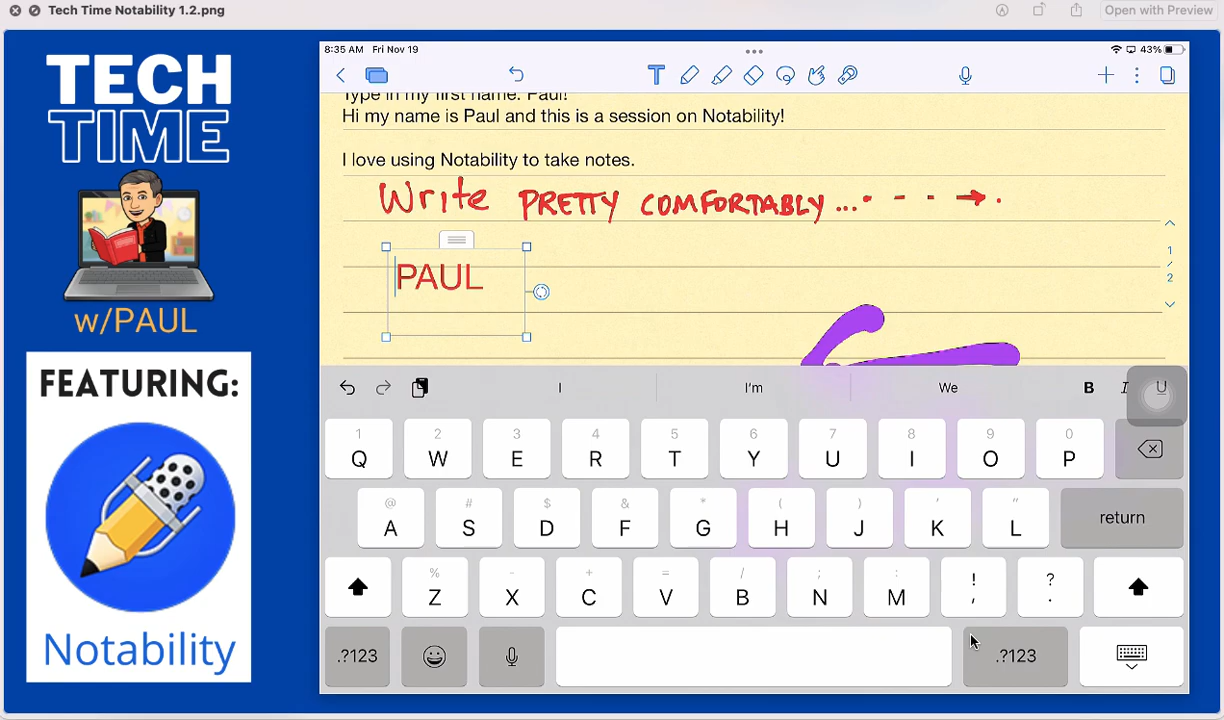 Tech Time Notability 1.2.png
Open with Preview
TECH
TIME
w/PAUL
FEATURING:
Notability
8:35 AM Fri Nov 19
43%
T
Type in my first name. Paul!
Hi my name is Paul and this is a session on Notability!
I love using Notability to take notes.
Write PRETTY COMFORTABLY...
PAUL
1
/
2
I I'm We B I U
1 2 3 4 5 6 7 8 9 0
Q W E R T Y U I O P
@ # $ & * ( ) ' "
A S D F G H J K L return
% - + = / ; : ! ?
Z X C V B N M , .
.?123 .?123